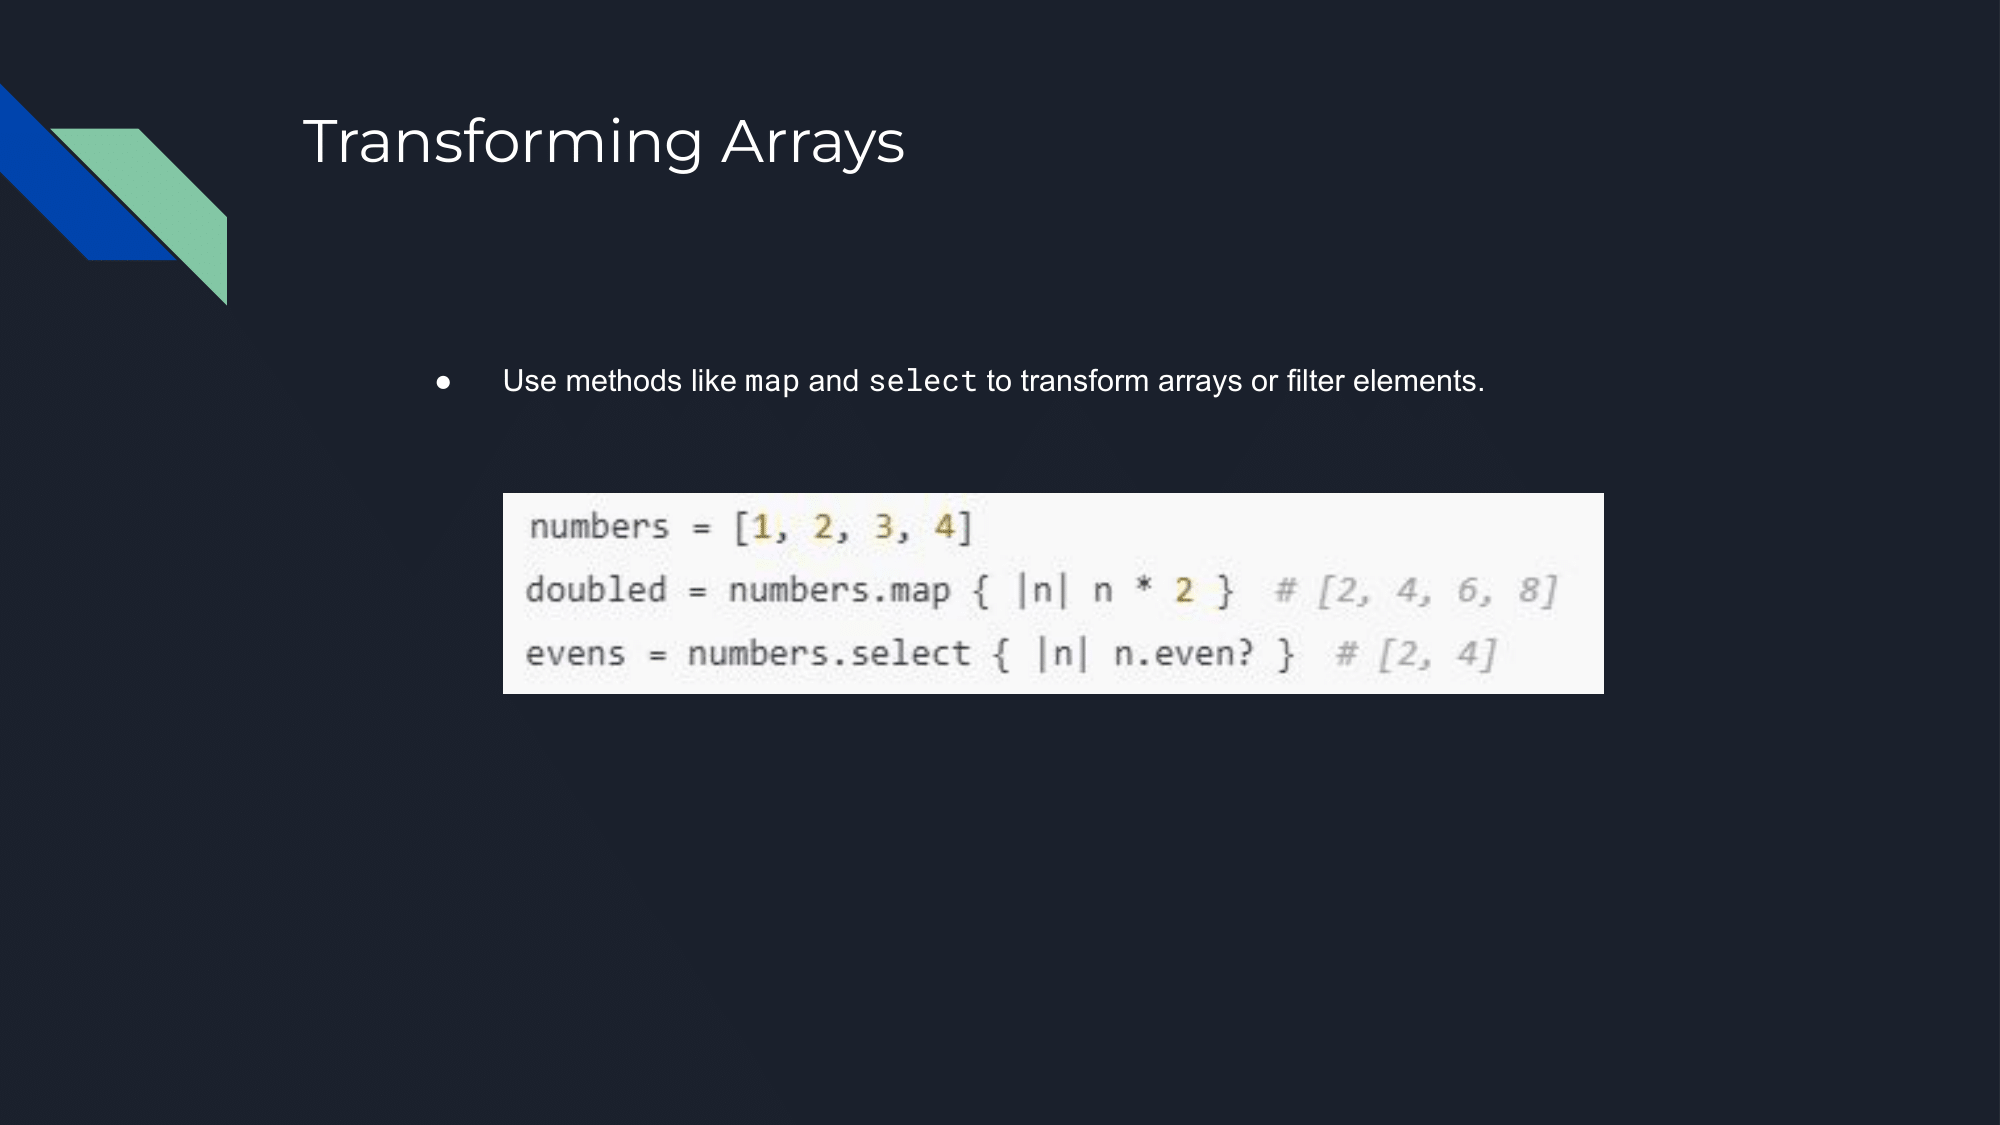 Transforming Arrays
● Use methods like map and select to transform arrays or filter elements.
numbers = [1, 2, 3, 4]
doubled = numbers.map { |n| n * 2 }  # [2, 4, 6, 8]
evens = numbers.select { |n| n.even? }  # [2, 4]